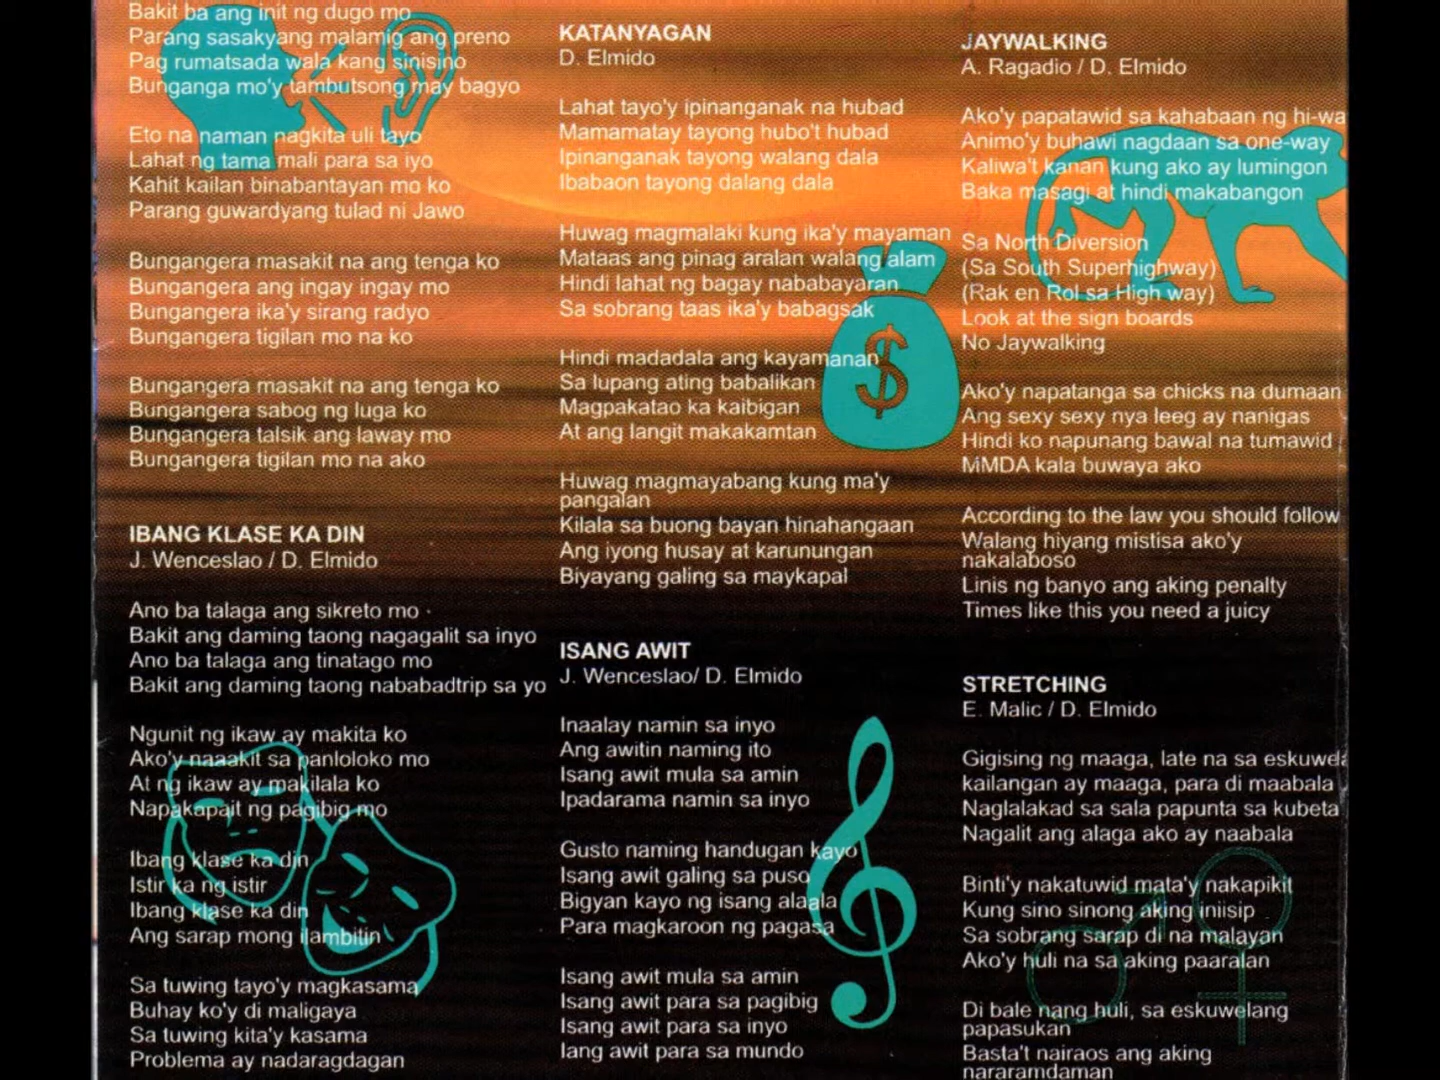 Bakit ba ang init ng dugo mo
Parang sasakyang malamig ang preno
Pag rumatsada wala kang sinisino
Bunganga mo'y tambutsong may bagyo
Eto na naman nagkita uli tayo
Lahat ng tama mali para sa iyo
Kahit kailan binabantayan mo ko
Parang guwardyang tulad ni Jawo
Bungangera masakit na ang tenga ko
Bungangera ang ingay ingay mo
Bungangera ika'y sirang radyo
Bungangera tigilan mo na ko
Bungangera masakit na ang tenga ko
Bungangera sabog ng luga ko
Bungangera talsik ang laway mo
Bungangera tigilan mo na ako
IBANG KLASE KA DIN
J. Wenceslao / D. Elmido
Ano ba talaga ang sikreto mo
Bakit ang daming taong nagagalit sa inyo
Ano ba talaga ang tinatago mo
Bakit ang daming taong nababadtrip sa yo
Ngunit ng ikaw ay makita ko
Ako'y naaakit sa panloloko mo
At ng ikaw ay makilala ko
Napakapait ng pagibig mo
Ibang klase ka din
Istir ka ng istir
Ibang klase ka din
Ang sarap mong ilambitin
Sa tuwing tayo'y magkasama
Buhay ko'y di maligaya
Sa tuwing kita'y kasama
Problema ay nadaragdagan
KATANYAGAN
D. Elmido
Lahat tayo'y ipinanganak na hubad
Mamamatay tayong hubo't hubad
Ipinanganak tayong walang dala
Ibabaon tayong dalang dala
Huwag magmalaki kung ika'y mayaman
Mataas ang pinag aralan walang alam
Hindi lahat ng bagay nababayaran
Sa sobrang taas ika'y babagsak
Hindi madadala ang kayamanan
Sa lupang ating babalikan
Magpakatao ka kaibigan
At ang langit makakamtan
Huwag magmayabang kung ma'y
pangalan
Kilala sa buong bayan hinahangaan
Ang iyong husay at karunungan
Biyayang galing sa maykapal
ISANG AWIT
J. Wenceslao/ D. Elmido
Inaalay namin sa inyo
Ang awitin naming ito
Isang awit mula sa amin
Ipadarama namin sa inyo
Gusto naming handugan kayo
Isang awit galing sa puso
Bigyan kayo ng isang alaala
Para magkaroon ng pagasa
Isang awit mula sa amin
Isang awit para sa pagibig
Isang awit para sa inyo
Iang awit para sa mundo
JAYWALKING
A. Ragadio / D. Elmido
Ako'y papatawid sa kahabaan ng hi-wa
Animo'y buhawi nagdaan sa one-way
Kaliwa't kanan kung ako ay lumingon
Baka masagi at hindi makabangon
Sa North Diversion
(Sa South Superhighway)
(Rak en Rol sa High way)
Look at the sign boards
No Jaywalking
Ako'y napatanga sa chicks na dumaan
Ang sexy sexy nya leeg ay nanigas
Hindi ko napunang bawal na tumawid
MMDA kala buwaya ako
According to the law you should follow
Walang hiyang mistisa ako'y
nakalaboso
Linis ng banyo ang aking penalty
Times like this you need a juicy
STRETCHING
E. Malic / D. Elmido
Gigising ng maaga, late na sa eskuwela
kailangan ay maaga, para di maabala
Naglalakad sa sala papunta sa kubeta
Nagalit ang alaga ako ay naabala
Binti'y nakatuwid mata'y nakapikit
Kung sino sinong aking iniisip
Sa sobrang sarap di na malayan
Ako'y huli na sa aking paaralan
Di bale nang huli, sa eskuwelang
papasukan
Basta't nairaos ang aking
nararamdaman